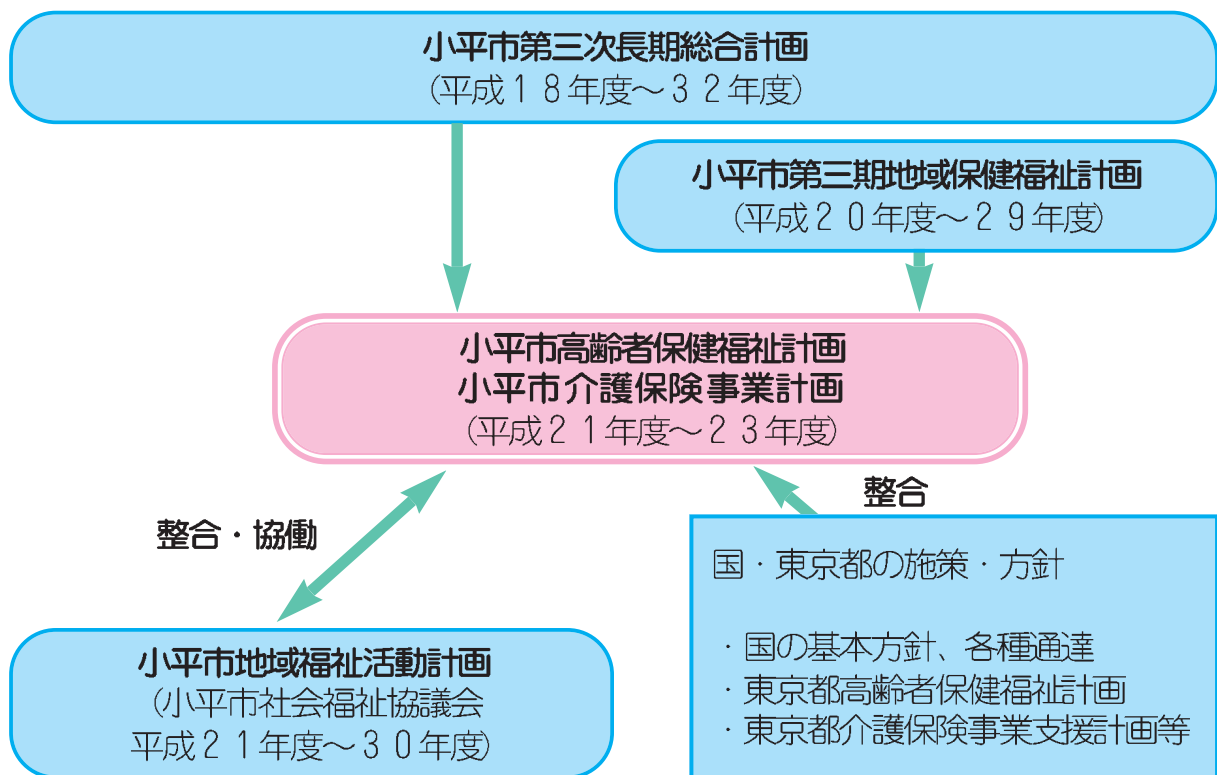 小平市第三次長期総合計画
(平成18年度～32年度)
小平市第三期地域保健福祉計画
(平成20年度～29年度)
小平市高齢者保健福祉計画
小平市介護保険事業計画
(平成21年度～23年度)
整合・協働
整合
小平市地域福祉活動計画
(小平市社会福祉協議会
平成21年度～30年度)
国・東京都の施策・方針
・国の基本方針、各種通達
・東京都高齢者保健福祉計画
・東京都介護保険事業支援計画等